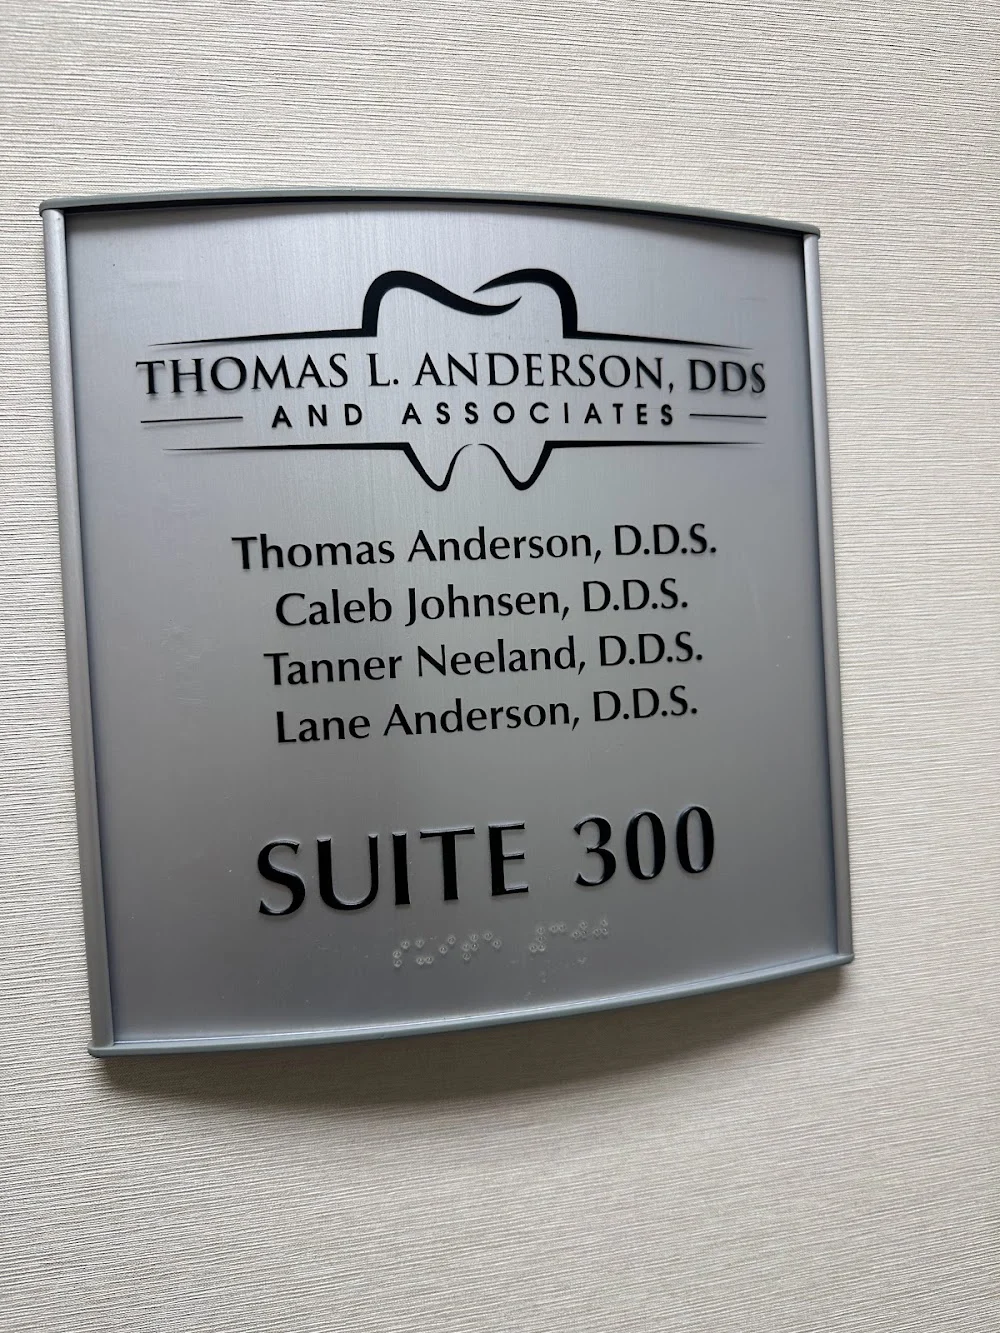 THOMAS L. ANDERSON, DDS
AND ASSOCIATES
Thomas Anderson, D.D.S.
Caleb Johnsen, D.D.S.
Tanner Neeland, D.D.S.
Lane Anderson, D.D.S.
SUITE 300